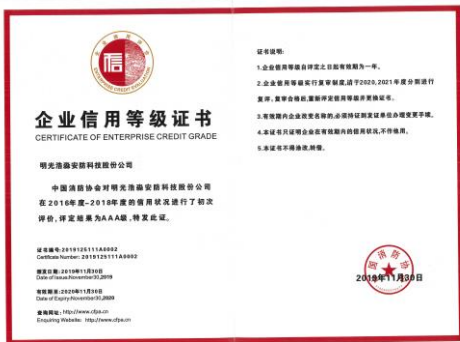 信
ENTERPRISE CREDIT EVALUATION
企业信用等级证书
CERTIFICATE OF ENTERPRISE CREDIT GRADE
明光浩淼安防科技股份公司
中国消防协会对明光浩淼安防科技股份公司
在2016年度-2018年度的信用状况进行了初次
评价,评定结果为AAA级,特发此证。
证书编号:2019125111A0002
Certificate Number: 2019125111A0002
颁发日期:2019年11月30日
Date of Issue:November30,2019
有效期至:2020年11月30日
Date of Expiry:November30,2020
查询网址: http://www.cfpa.cn
Enquiring Website: http://www.cfpa.cn
证书说明:
1.企业信用等级自评定之日起有效期为一年。
2.企业信用等级实行复审制度,请于2020,2021年度分别进行
复评,复审合格后,重新评定信用等级并更换证书。
3.有效期内企业改变名称的,必须持证到发证单位办理变更手续。
4.本证书只证明企业在有效期内的信用状况,不作他用。
5.本证书不得涂改,转借。
国消防协
2019年11月30日